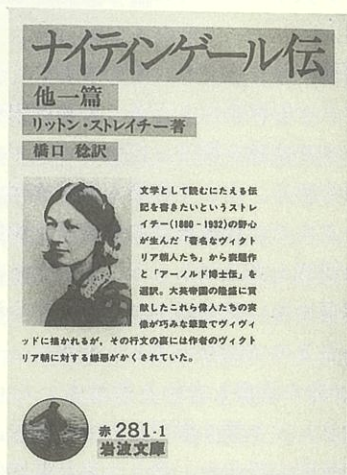 ナイティンゲール伝
他一篇
リットン・ストレイチー著
橋口 稔訳
文学として読むにたえる伝
記を書きたいというストレ
イチー(1880-1932)の野心
が生んだ「著名なヴィクト
リア朝人たち」から表題作
と「アーノルド博士伝」を
選訳。大英帝国の隆盛に貢
献したこれら偉人たちの実
像が巧みな筆致でヴィヴィ
ッドに描かれるが、その行文の裏には作者のヴィクト
リア朝に対する嫌悪がかくされていた。
赤 281-1
岩波文庫